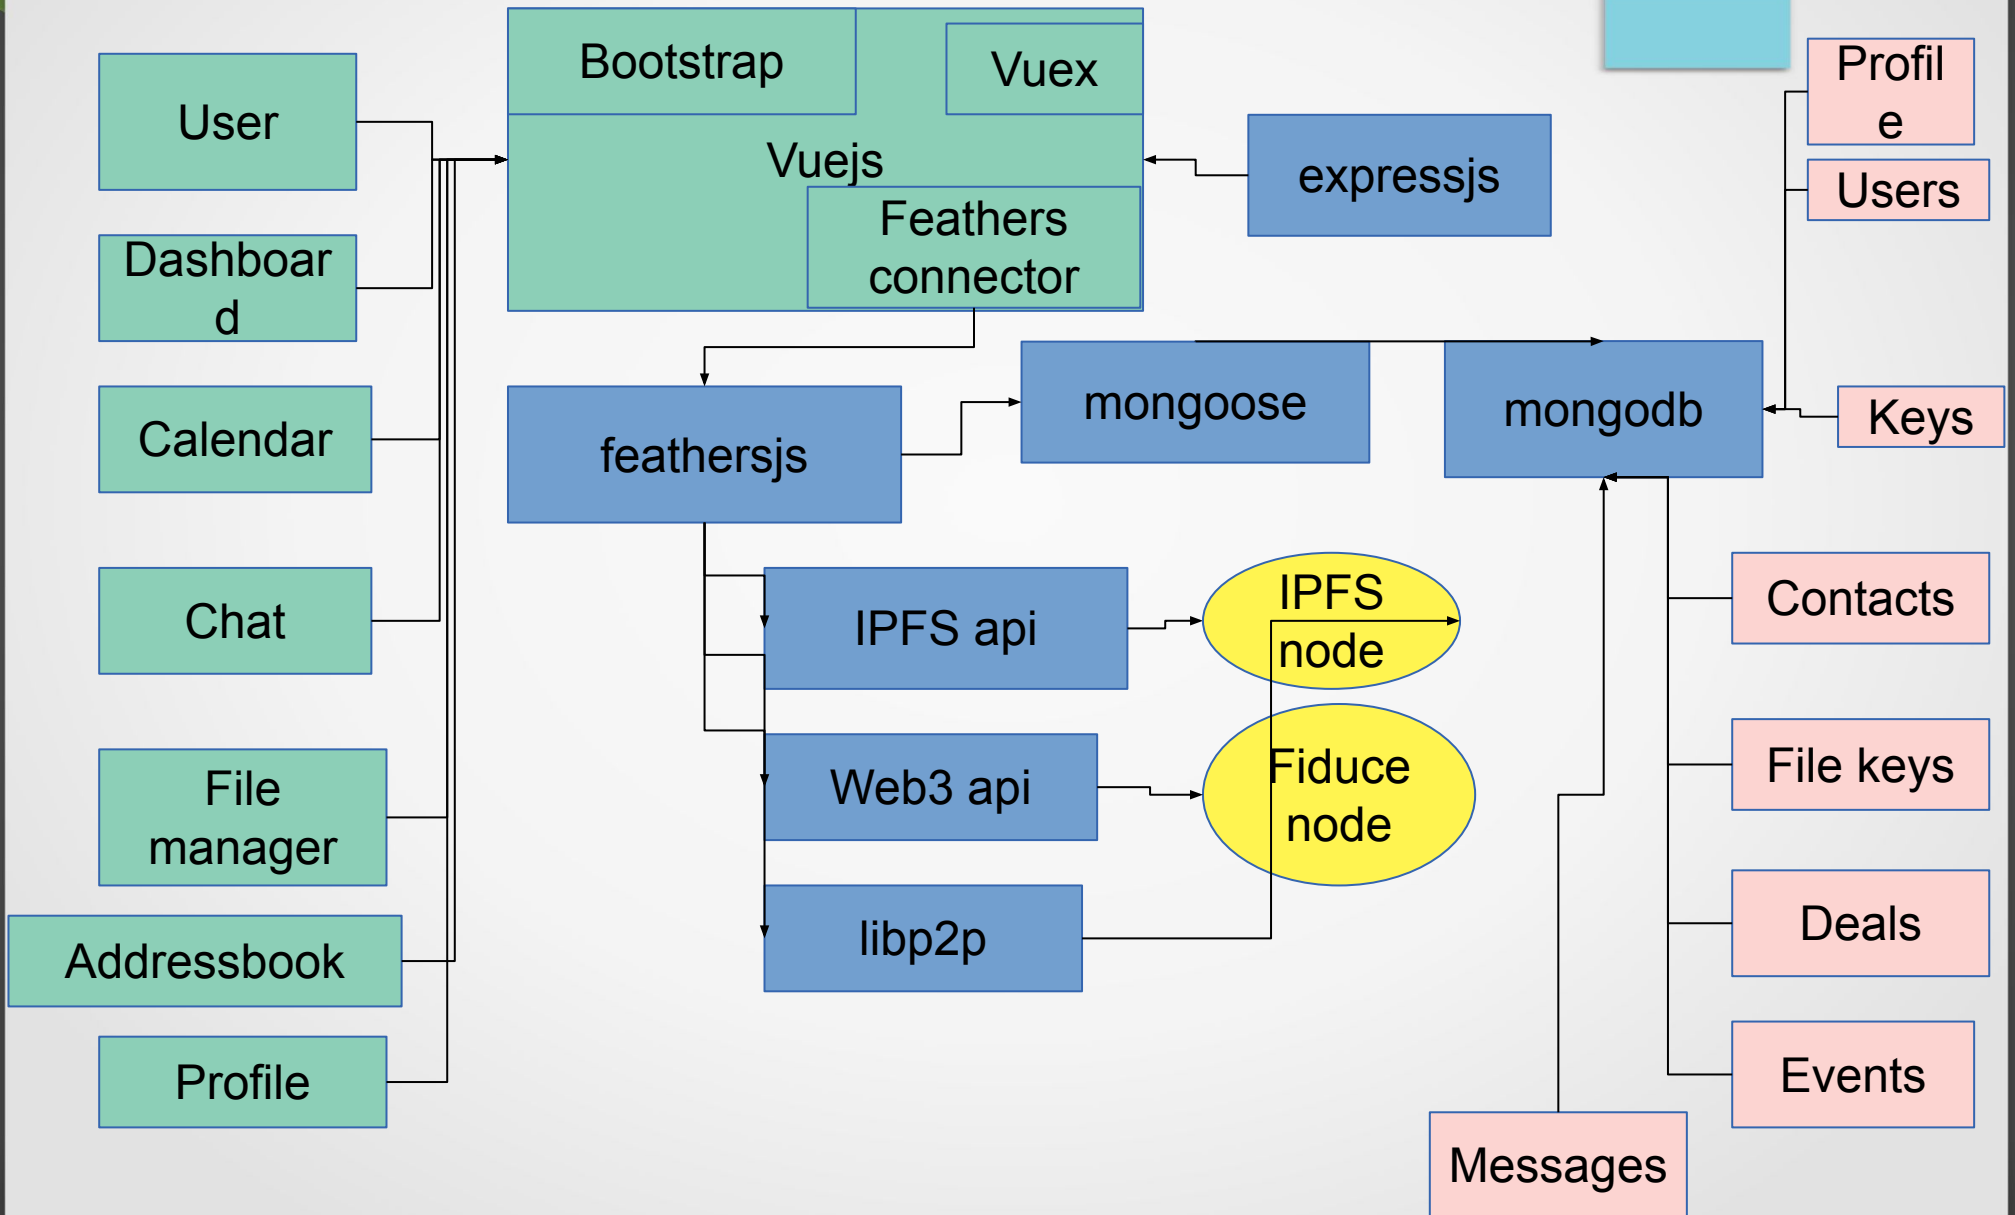 Bootstrap
Vuex
Vuejs
Feathers
connector
User
Dashboar
d
Calendar
Chat
File
manager
Addressbook
Profile
expressjs
feathersjs
mongoose
mongodb
IPFS api
Web3 api
libp2p
IPFS
node
Fiduce
node
Profil
e
Users
Keys
Contacts
File keys
Deals
Events
Messages